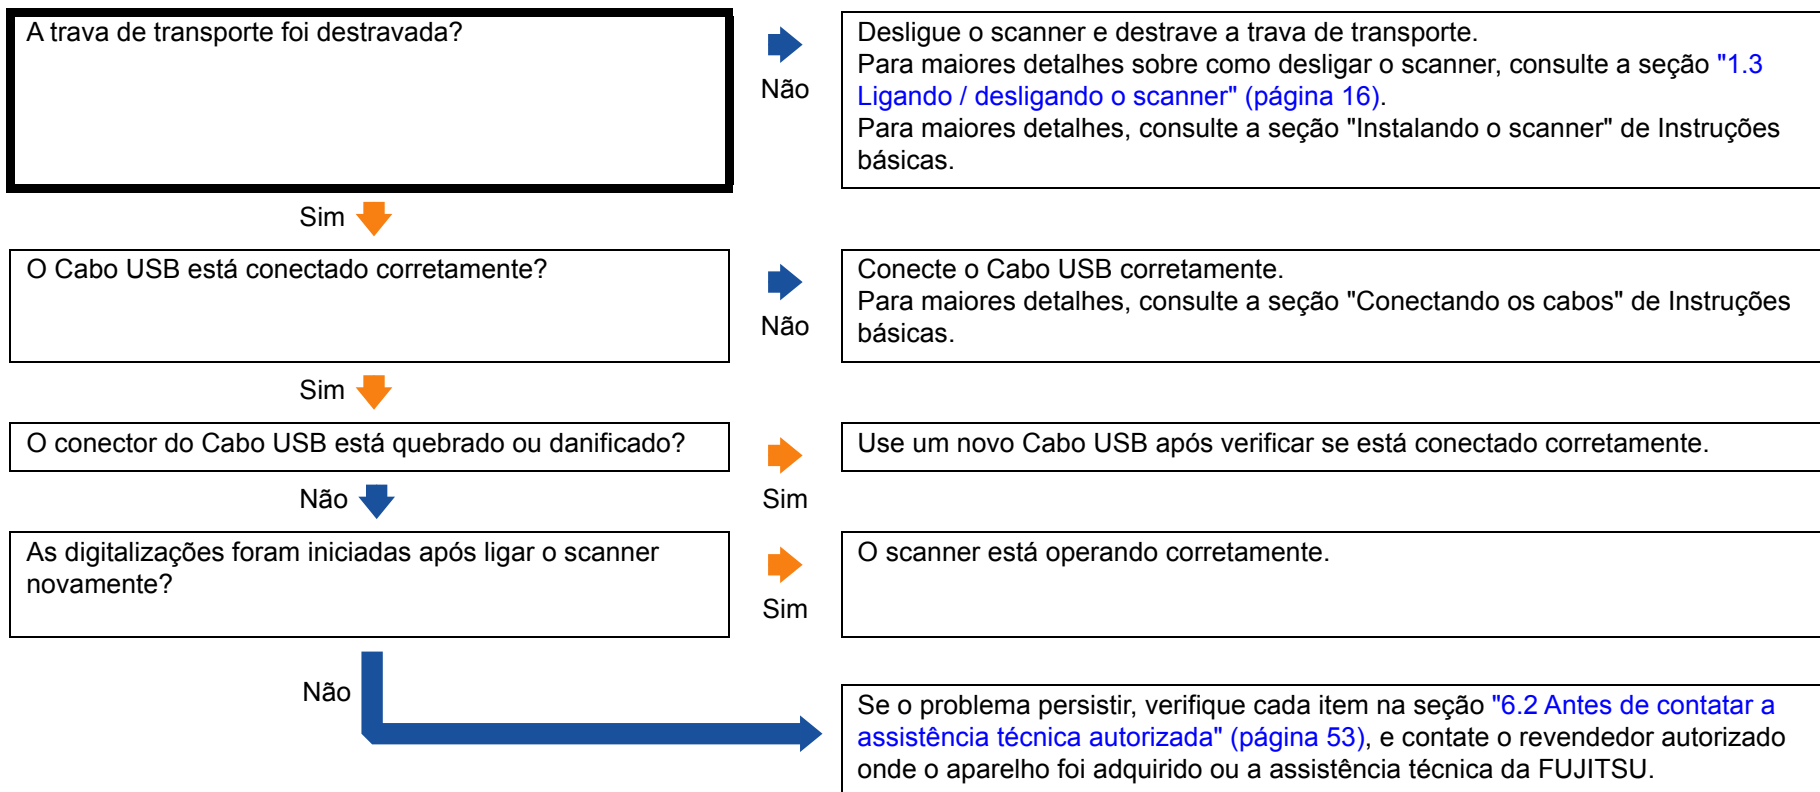 A trava de transporte foi destravada?
Não
Desligue o scanner e destrave a trava de transporte.
Para maiores detalhes sobre como desligar o scanner, consulte a seção "1.3
Ligando / desligando o scanner" (página 16).
Para maiores detalhes, consulte a seção "Instalando o scanner" de Instruções
básicas.
Sim
O Cabo USB está conectado corretamente?
Não
Conecte o Cabo USB corretamente.
Para maiores detalhes, consulte a seção "Conectando os cabos" de Instruções
básicas.
Sim
O conector do Cabo USB está quebrado ou danificado?
Sim
Use um novo Cabo USB após verificar se está conectado corretamente.
Não
As digitalizações foram iniciadas após ligar o scanner
novamente?
Sim
O scanner está operando corretamente.
Não
Se o problema persistir, verifique cada item na seção "6.2 Antes de contatar a
assistência técnica autorizada" (página 53), e contate o revendedor autorizado
onde o aparelho foi adquirido ou a assistência técnica da FUJITSU.